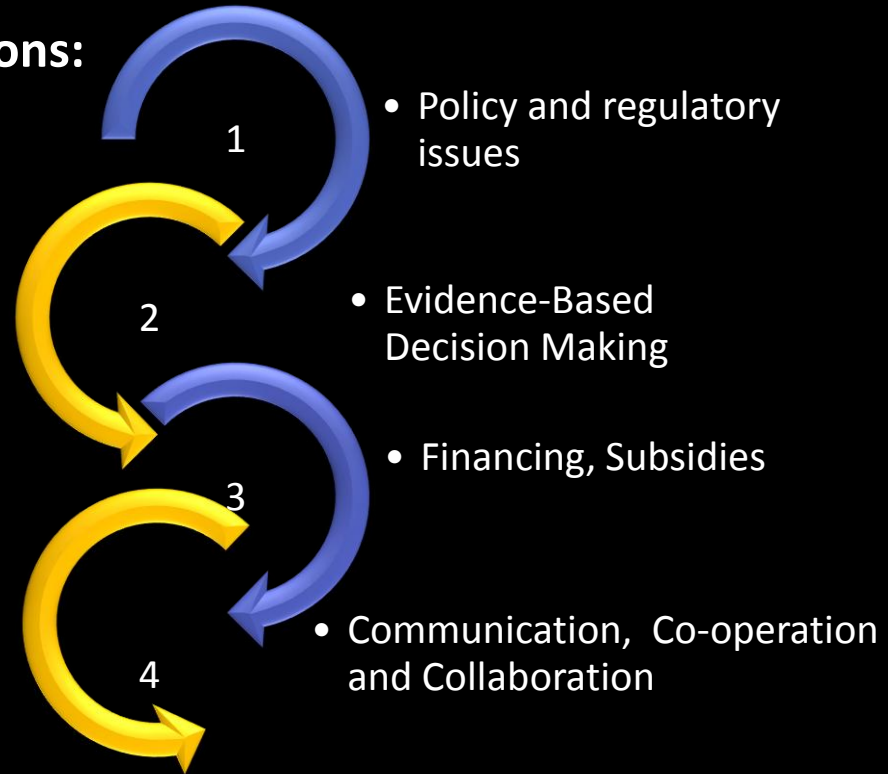 ons:
1
• Policy and regulatory
issues
2
• Evidence-Based
Decision Making
3
• Financing, Subsidies
4
• Communication,  Co-operation
and Collaboration